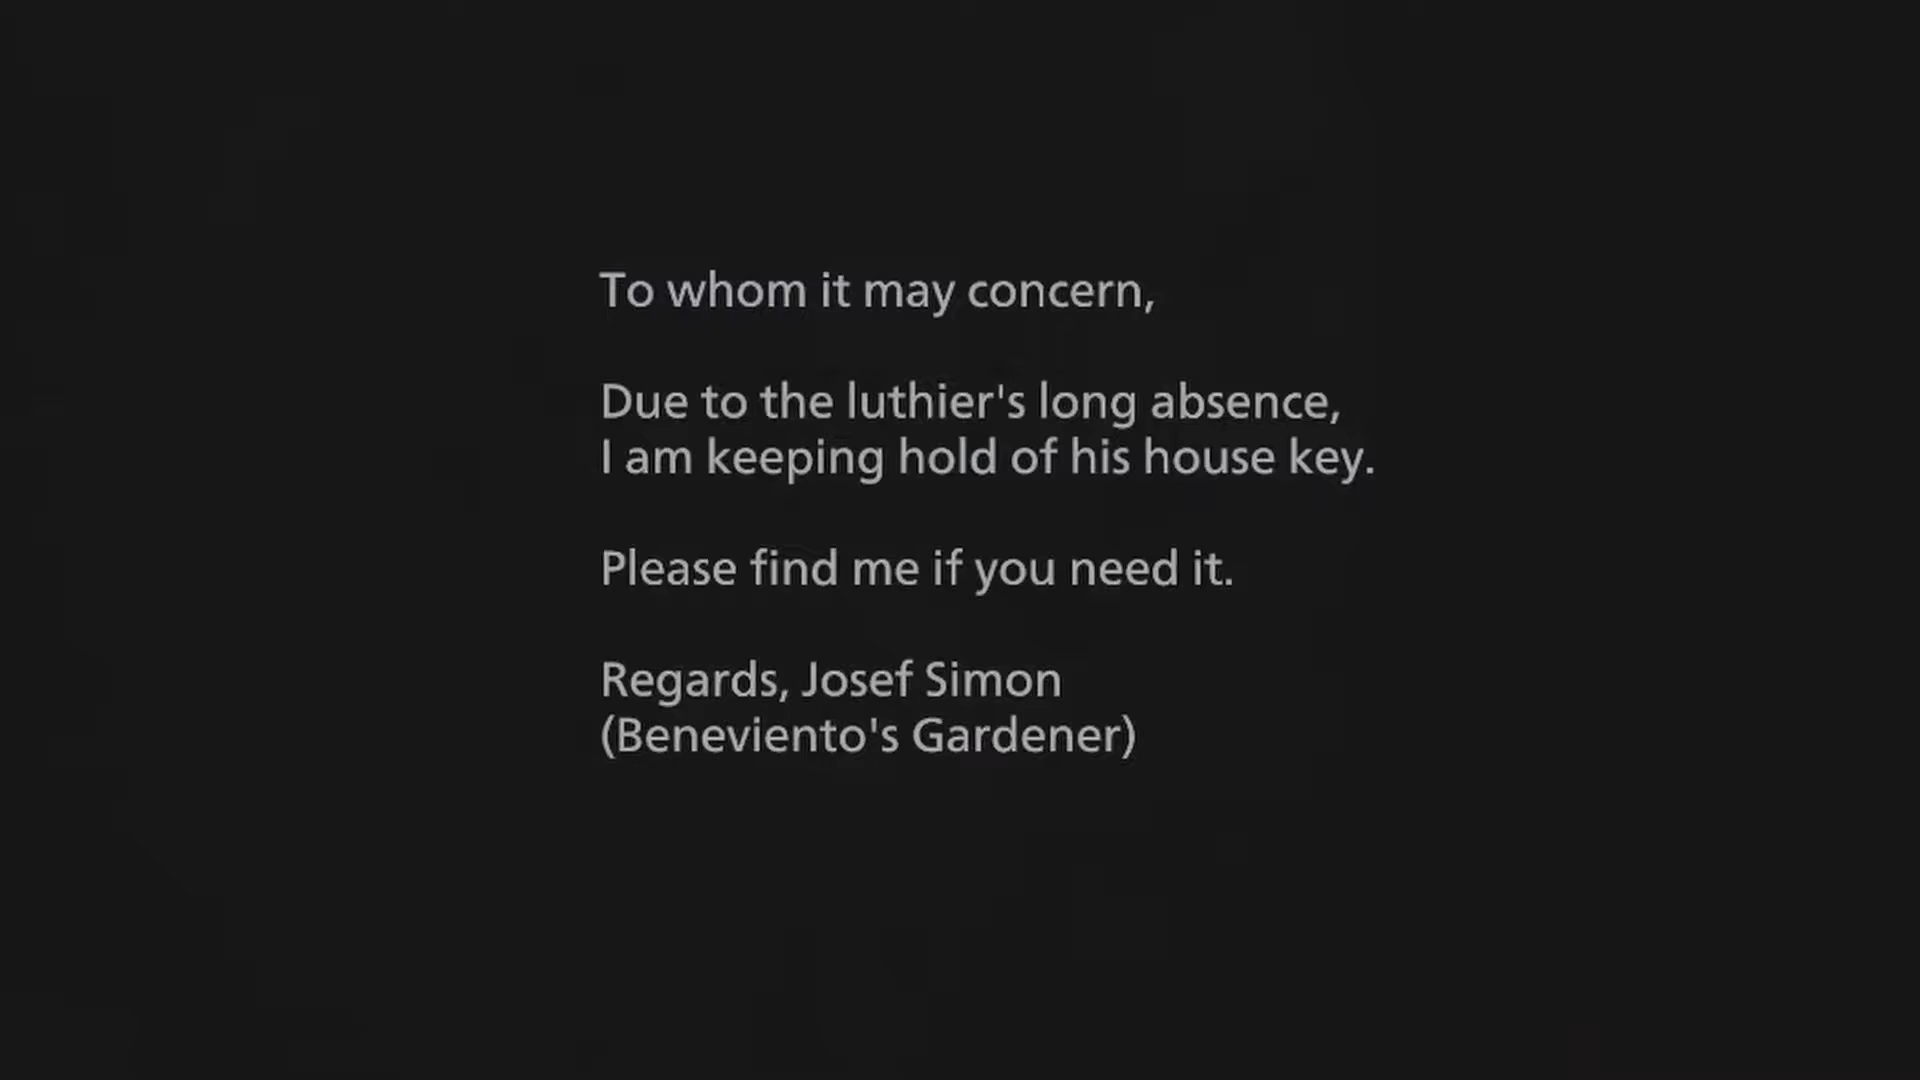 To whom it may concern,
Due to the luthier's long absence,
I am keeping hold of his house key.
Please find me if you need it.
Regards, Josef Simon
(Beneviento's Gardener)